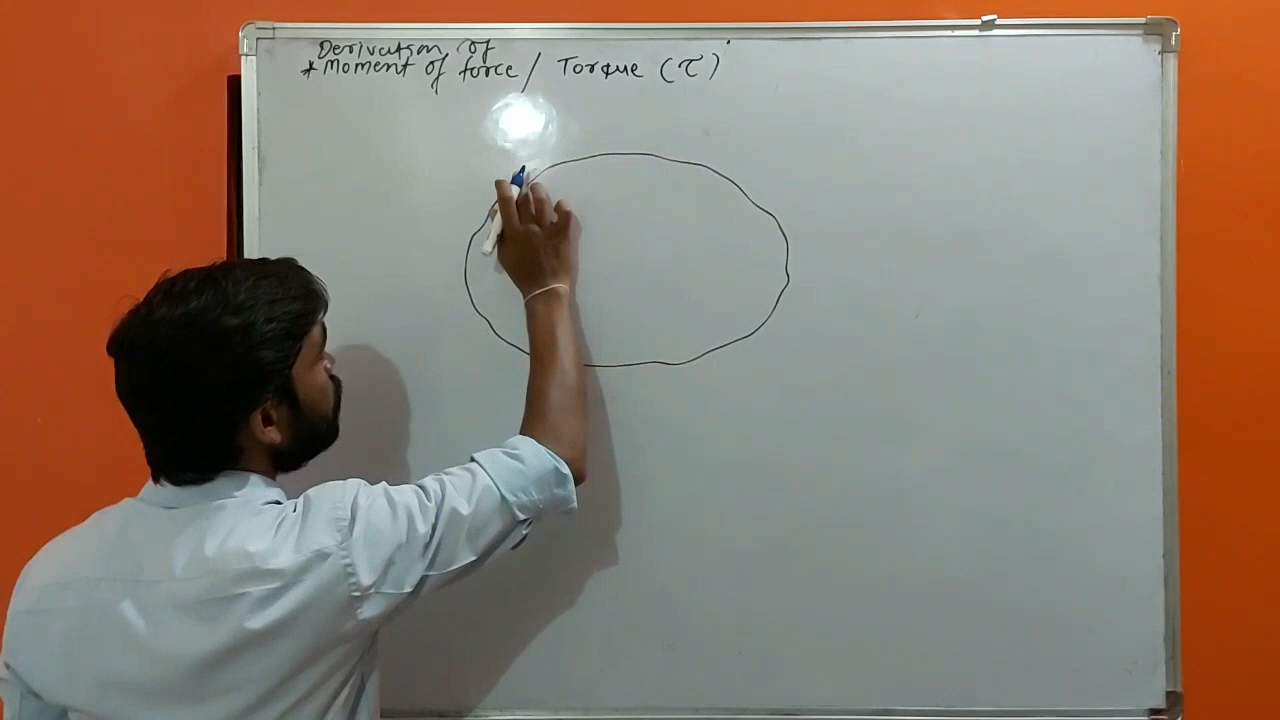 Derivation of
* Moment of force / Torque (τ)